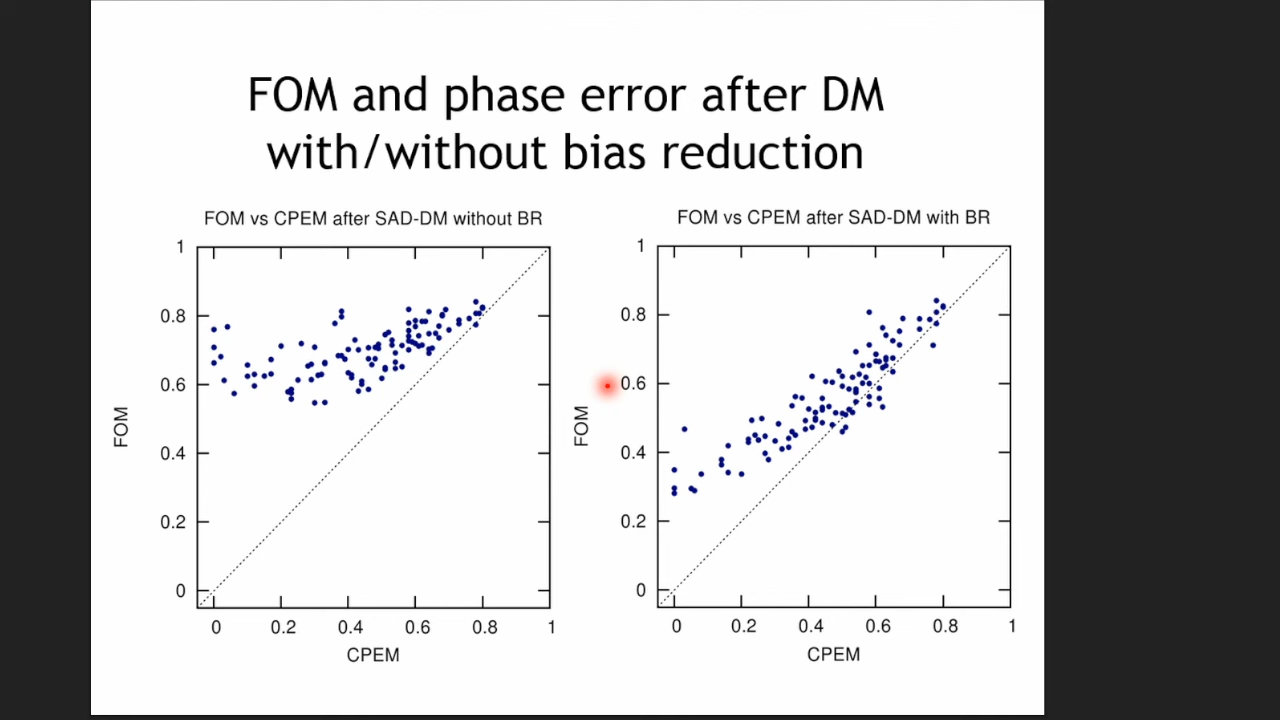 FOM and phase error after DM
with/without bias reduction
FOM vs CPEM after SAD-DM without BR
1
0.8
0.6
0.4
0.2
0
FOM
0 0.2 0.4 0.6 0.8 1
CPEM
FOM vs CPEM after SAD-DM with BR
1
0.8
0.6
0.4
0.2
0
FOM
0 0.2 0.4 0.6 0.8 1
CPEM